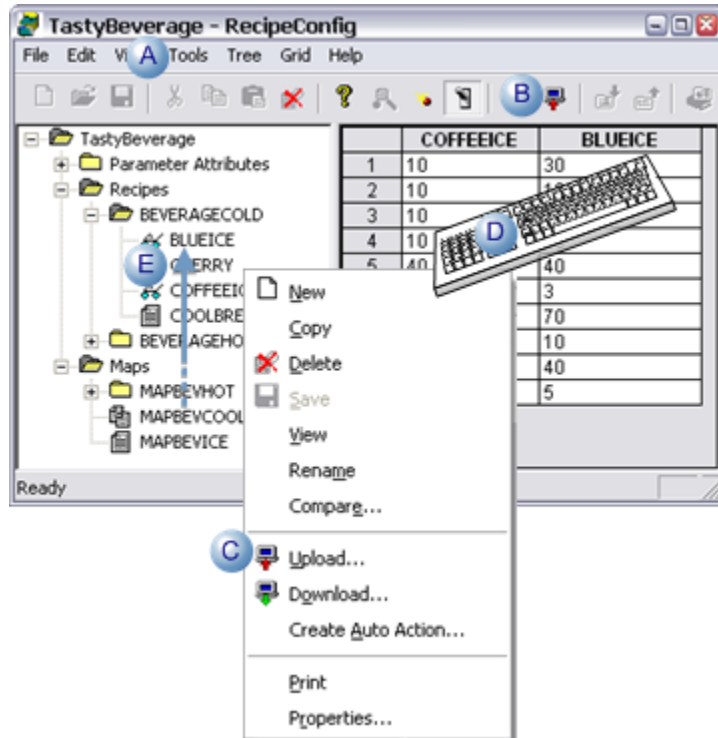 TastyBeverage - RecipeConfig
File Edit Vi A Tools Tree Grid Help
B
TastyBeverage
Parameter Attributes
Recipes
BEVERAGECOLD
BLUEICE
E
COFFEEIC
COOLBRE
BEVERAGEHO
Maps
MAPBEVHOT
MAPBEVCOOL
MAPBEVICE
COFFEEICE BLUEICE
1 10 30
2 10
3 10
4 10
5 40 40
3
70
10
40
5
D
New
Copy
Delete
Save
View
Rename
Compare...
C Upload...
Download...
Create Auto Action...
Print
Properties...
Ready